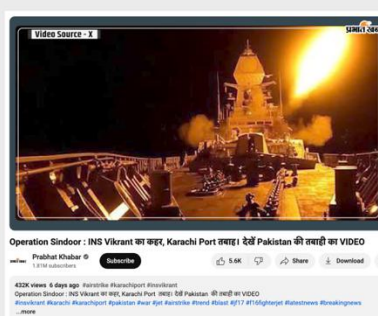 Video Source - X
प्रभात खबर
Operation Sindoor : INS Vikrant का कहर, Karachi Port तबाह। देखें Pakistan की तबाही का VIDEO
Prabhat Khabar
1.81M subscribers
Subscribe
5.6K
Share
Download
432K views 6 days ago #airstrike #karachiport #insvikrant
Operation Sindoor : INS Vikrant का कहर, Karachi Port तबाह। देखें Pakistan की तबाही का VIDEO
#insvikrant #karachi #karachiport #pakistan #war #jet #airstrike #trend #blast #jf17 #f16fighterjet #latestnews #breakingnews
...more